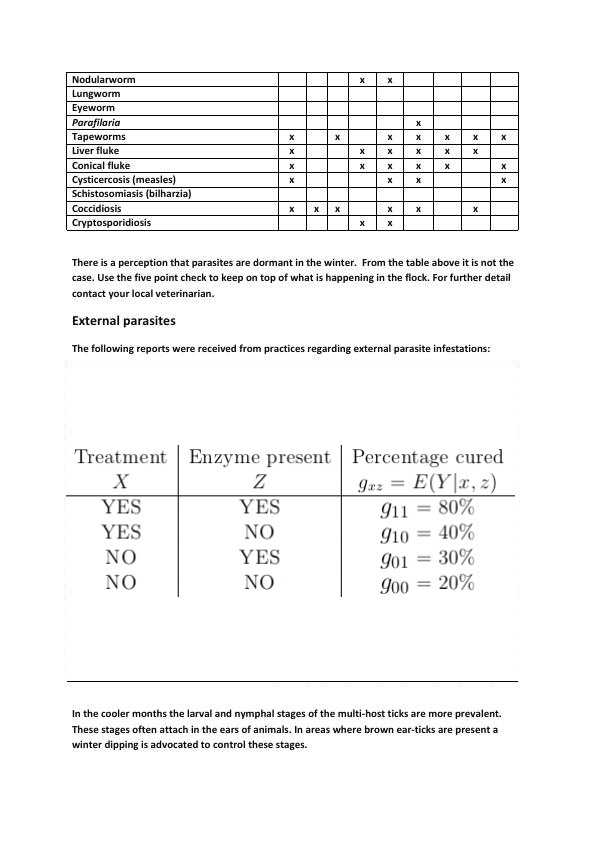 Nodularworm x x
Lungworm
Eyeworm
Parafilaria x
Tapeworms x x x x x x x
Liver fluke x x x x x x
Conical fluke x x x x x x
Cysticercosis (measles) x x x x
Schistosomiasis (bilharzia)
Coccidiosis x x x x x x
Cryptosporidiosis x x
There is a perception that parasites are dormant in the winter.  From the table above it is not the
case. Use the five point check to keep on top of what is happening in the flock. For further detail
contact your local veterinarian.
External parasites
The following reports were received from practices regarding external parasite infestations:
Treatment Enzyme present Percentage cured
X Z g_{xz} = E(Y|x, z)
YES YES g_{11} = 80%
YES NO g_{10} = 40%
NO YES g_{01} = 30%
NO NO g_{00} = 20%
In the cooler months the larval and nymphal stages of the multi-host ticks are more prevalent.
These stages often attach in the ears of animals. In areas where brown ear-ticks are present a
winter dipping is advocated to control these stages.